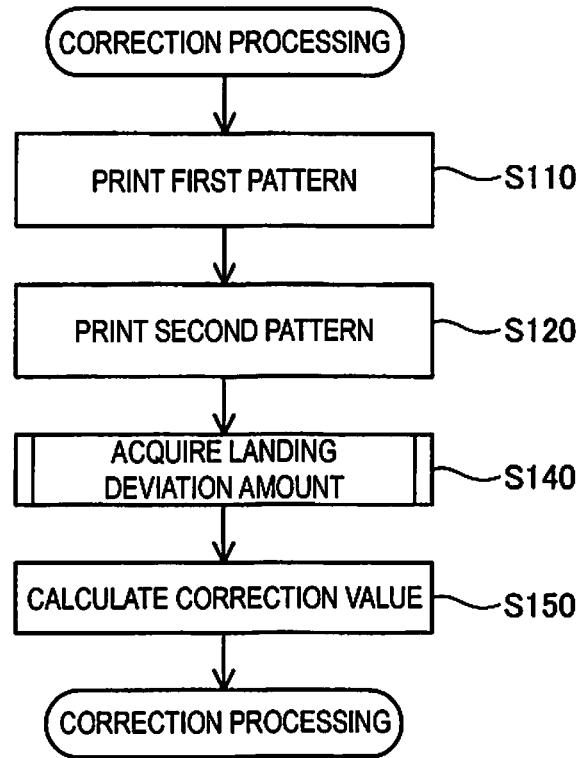 CORRECTION PROCESSING
PRINT FIRST PATTERN
S110
PRINT SECOND PATTERN
S120
ACQUIRE LANDING
DEVIATION AMOUNT
S140
CALCULATE CORRECTION VALUE
S150
CORRECTION PROCESSING